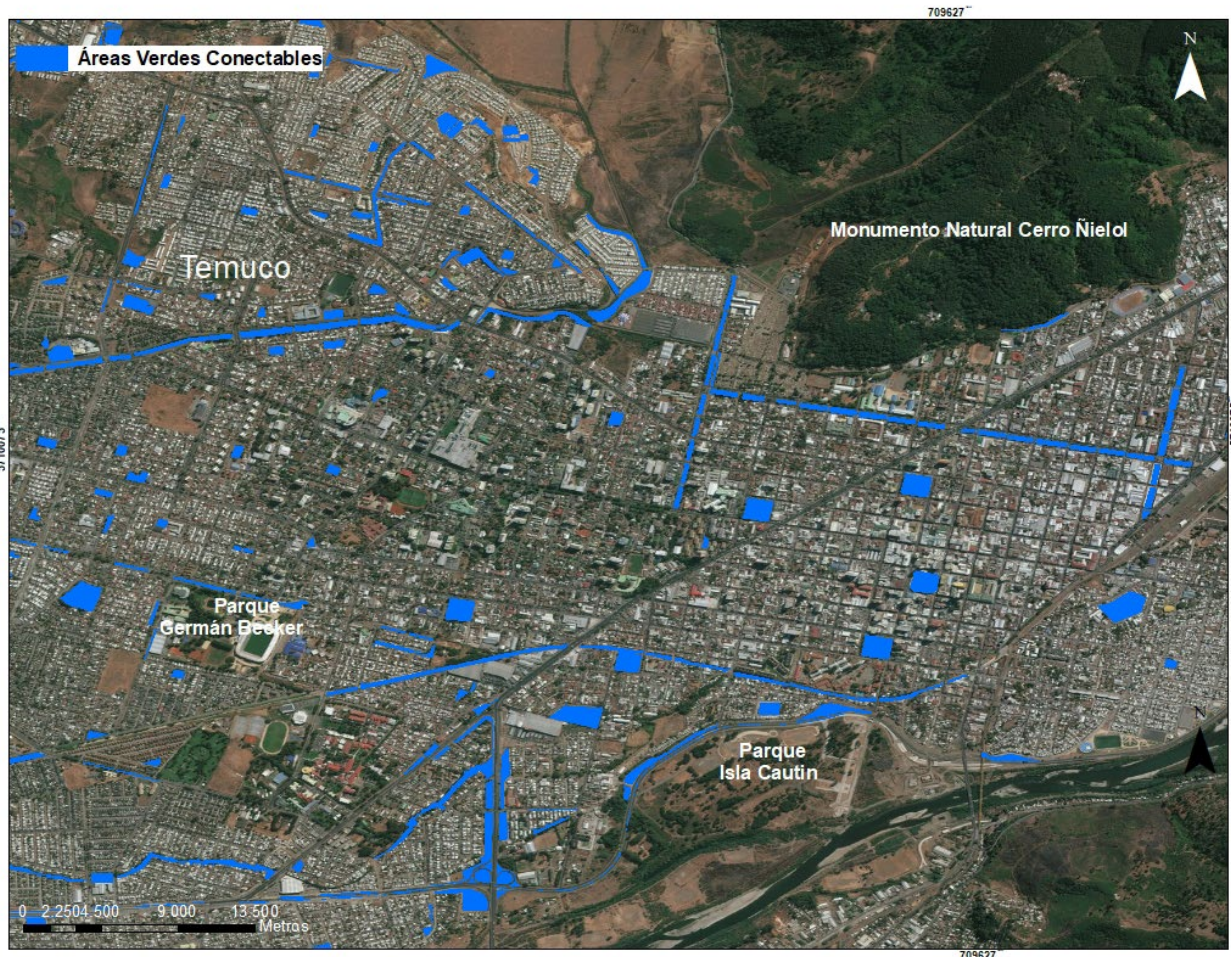 709627
N
Áreas Verdes Conectables
Monumento Natural Cerro Ñielol
Temuco
Parque
Germán Becker
N
Parque
Isla Cautin
0 2.2504.500 9.000 13.500
Metros
709627